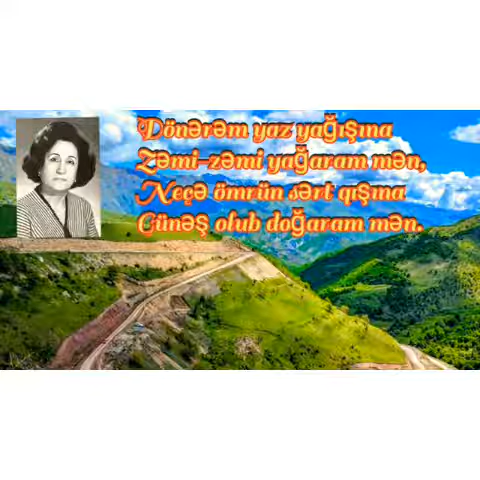 Dönərəm yaz yağışına
Zəmi-zəmi yağaram mən,
Neçə ömrün sərt qışına
Günəş olub doğaram mən.